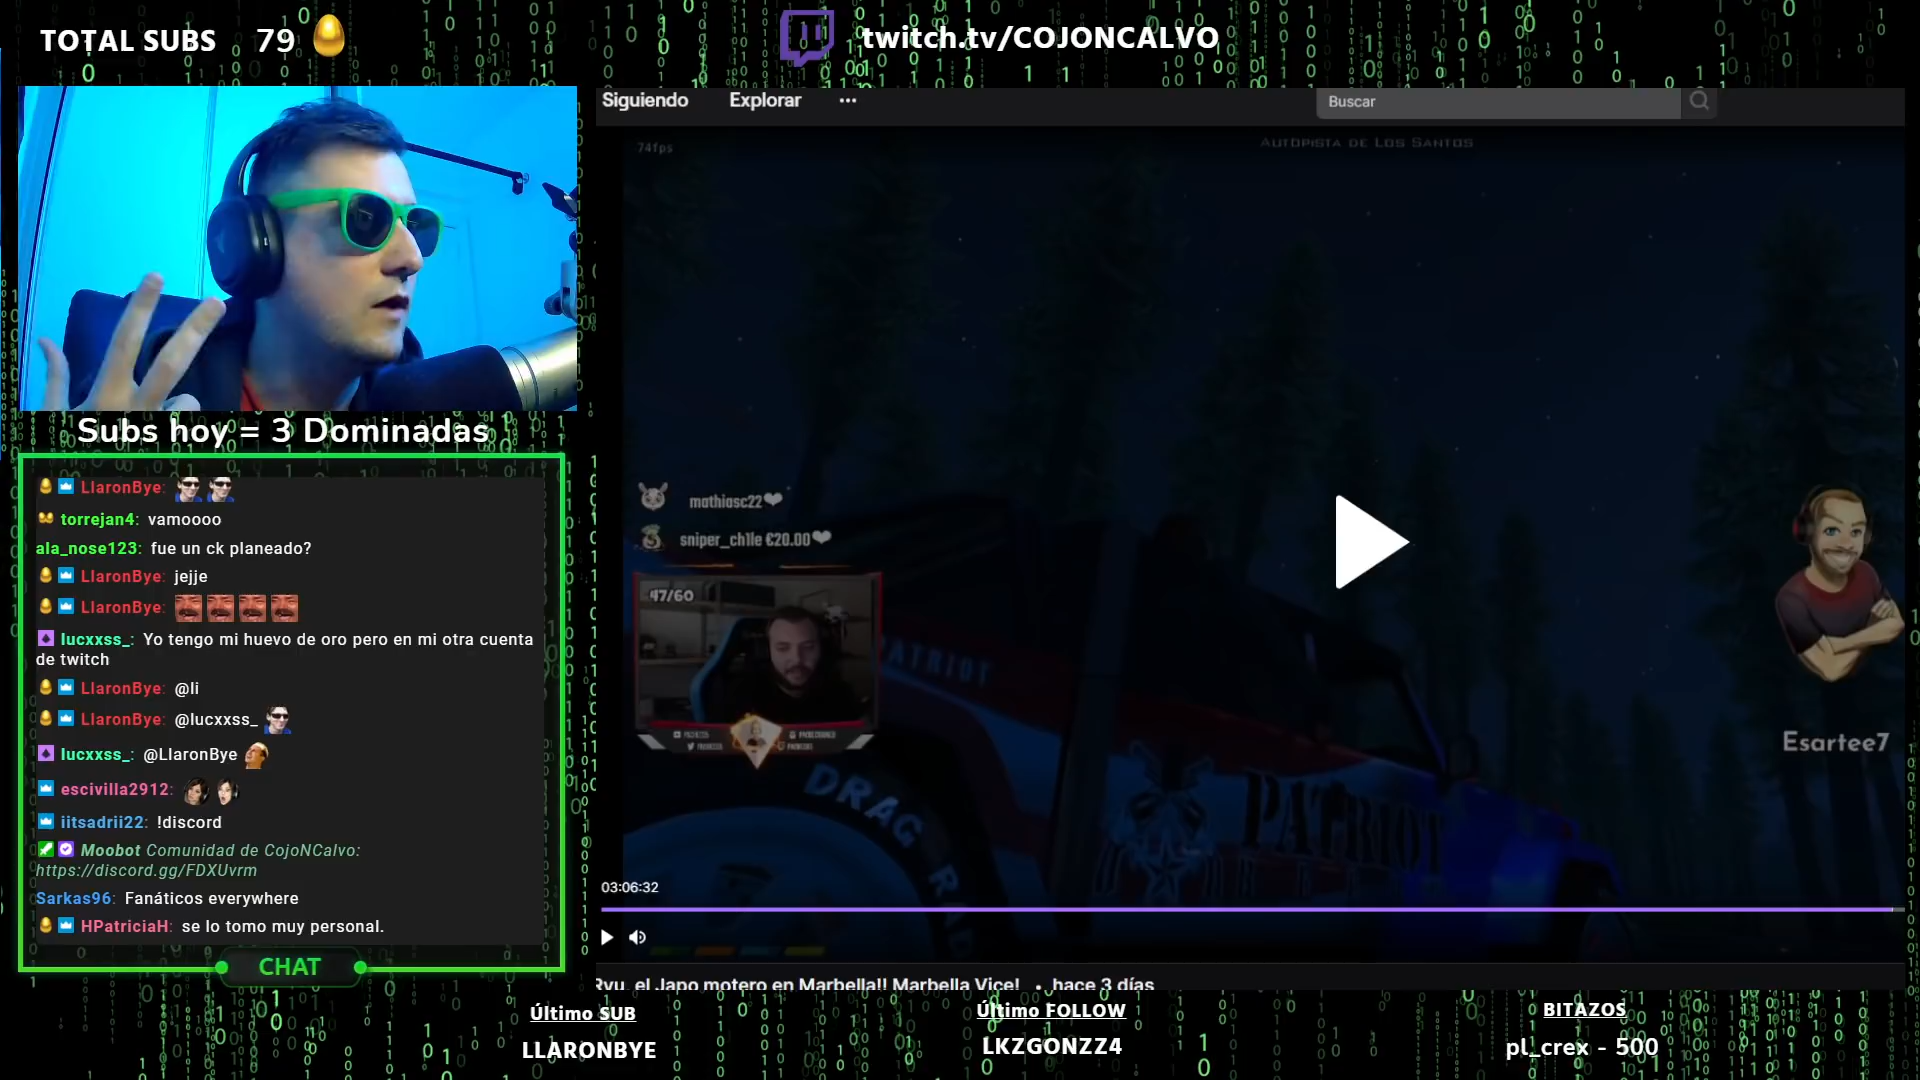 TOTAL SUBS 79
twitch.tv/COJONCALVO
Siguiendo Explorar ···
Buscar
74fps
Autopista de Los Santos
mathiasc22
sniper_ch1le €20.00
47/60
PATRIOT
DRAG
PATRIOT
Esartee7
03:06:32
Ryu, el Japo motero en Marbella!! Marbella Vice! • hace 3 días
Subs hoy = 3 Dominadas
LlaronBye:
torrejan4: vamoooo
ala_nose123: fue un ck planeado?
LlaronBye: jejje
LlaronBye:
lucxxss_: Yo tengo mi huevo de oro pero en mi otra cuenta
de twitch
LlaronBye: @li
LlaronBye: @lucxxss_
lucxxss_: @LlaronBye
escivilla2912:
iitsadrii22: !discord
Moobot Comunidad de CojoNCalvo:
https://discord.gg/FDXUvrm
Sarkas96: Fanáticos everywhere
HPatriciaH: se lo tomo muy personal.
CHAT
Último SUB
LLARONBYE
Último FOLLOW
LKZGONZZ4
BITAZOS
pl_crex - 500